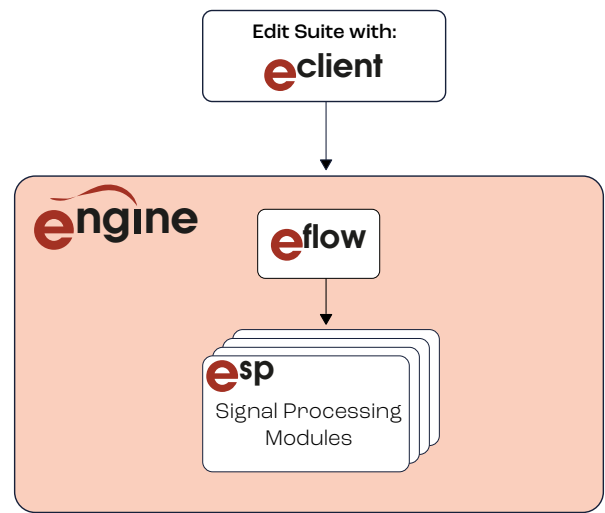 Edit Suite with:
eclient
engine
eflow
esp
Signal Processing
Modules